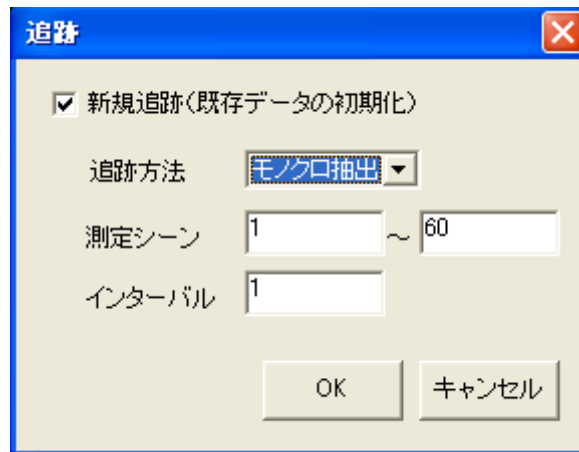 追跡
新規追跡(既存データの初期化)
追跡方法 モノクロ抽出
測定シーン 1 ～ 60
インターバル 1
OK キャンセル